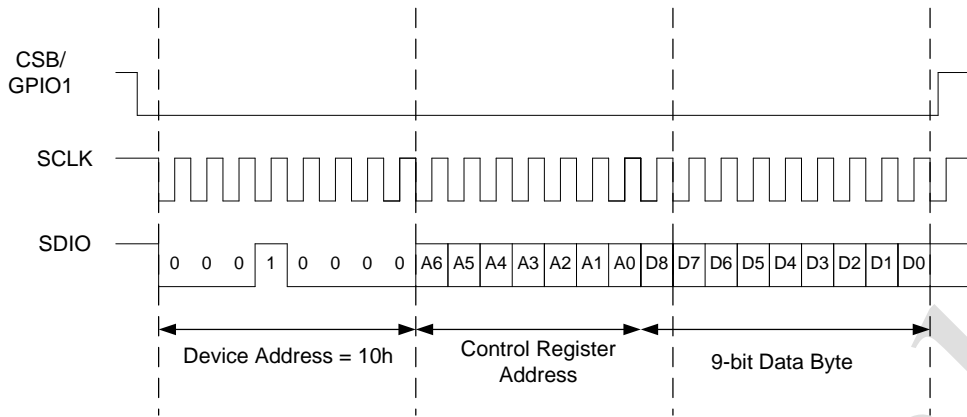 CSB/
GPIO1
SCLK
SDIO
0 0 0 1 0 0 0 0 A6 A5 A4 A3 A2 A1 A0 D8 D7 D6 D5 D4 D3 D2 D1 D0
Device Address = 10h
Control Register
Address
9-bit Data Byte